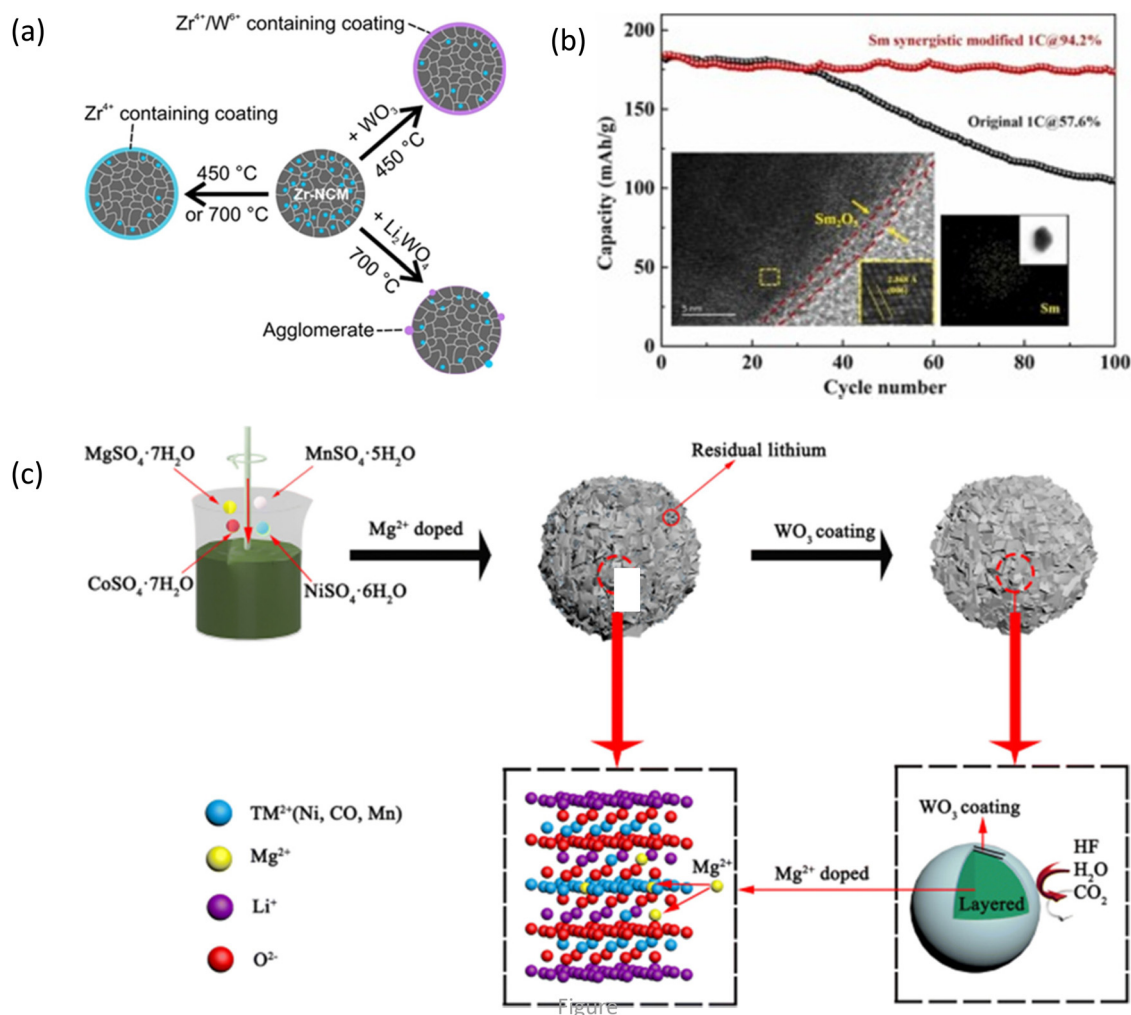 (a)
Zr⁴⁺/W⁶⁺ containing coating
Zr⁴⁺ containing coating
+ WO₃
450 °C
450 °C
or 700 °C
Zr-NCM
+ Li₂WO₄
700 °C
Agglomerate
(b)
200
150
100
50
0
Capacity (mAh/g)
Sm synergistic modified 1C@94.2%
Original 1C@57.6%
5 nm
(006)
Sm
0 20 40 60 80 100
Cycle number
(c)
MgSO₄·7H₂O
MnSO₄·5H₂O
CoSO₄·7H₂O
NiSO₄·6H₂O
Mg²⁺ doped
Residual lithium
WO₃ coating
TM²⁺(Ni, CO, Mn)
Mg²⁺
Li⁺
O²⁻
Mg²⁺
Mg²⁺ doped
WO₃ coating
Layered
HF
H₂O
CO₂
Figure